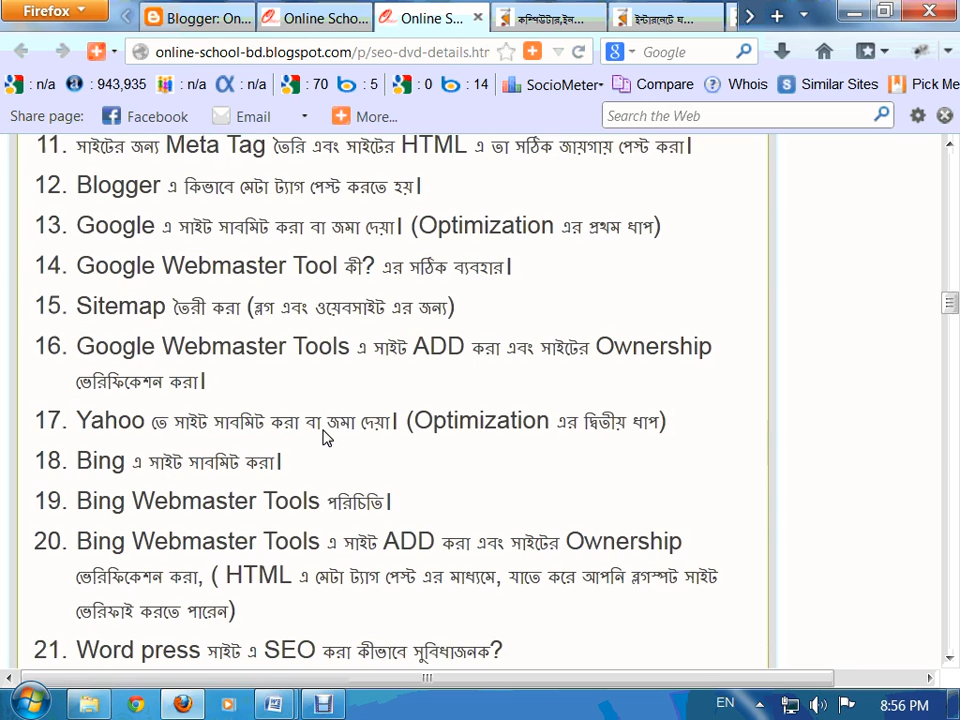 Firefox
Blogger: On...
Online Scho...
Online S...
কম্পিউটার,ইন...
ইন্টারনেটে ঘ...
online-school-bd.blogspot.com/p/seo-dvd-details.htr
Google
: n/a : 943,935 : n/a : n/a : 70 : 5 : 0 : 14 SocioMeter Compare Whois Similar Sites Pick Me
Share page: Facebook Email More...
Search the Web
11. সাইটের জন্য Meta Tag তৈরি এবং সাইটের HTML এ তা সঠিক জায়গায় পেস্ট করা।
12. Blogger এ কিভাবে মেটা ট্যাগ পেস্ট করতে হয়।
13. Google এ সাইট সাবমিট করা বা জমা দেয়া। (Optimization এর প্রথম ধাপ)
14. Google Webmaster Tool কী? এর সঠিক ব্যবহার।
15. Sitemap তৈরী করা (ব্লগ এবং ওয়েবসাইট এর জন্য)
16. Google Webmaster Tools এ সাইট ADD করা এবং সাইটের Ownership
ভেরিফিকেশন করা।
17. Yahoo তে সাইট সাবমিট করা বা জমা দেয়া। (Optimization এর দ্বিতীয় ধাপ)
18. Bing এ সাইট সাবমিট করা।
19. Bing Webmaster Tools পরিচিতি।
20. Bing Webmaster Tools এ সাইট ADD করা এবং সাইটের Ownership
ভেরিফিকেশন করা, ( HTML এ মেটা ট্যাগ পেস্ট এর মাধ্যমে, যাতে করে আপনি ব্লগস্পট সাইট
ভেরিফাই করতে পারেন)
21. Word press সাইট এ SEO করা কীভাবে সুবিধাজনক?
EN
8:56 PM